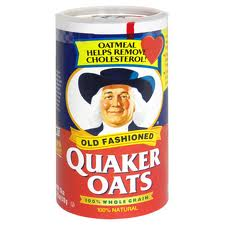 OATMEAL
HELPS REMOVE
CHOLESTEROL!
OLD FASHIONED
QUAKER
OATS
100% WHOLE GRAIN
100% NATURAL